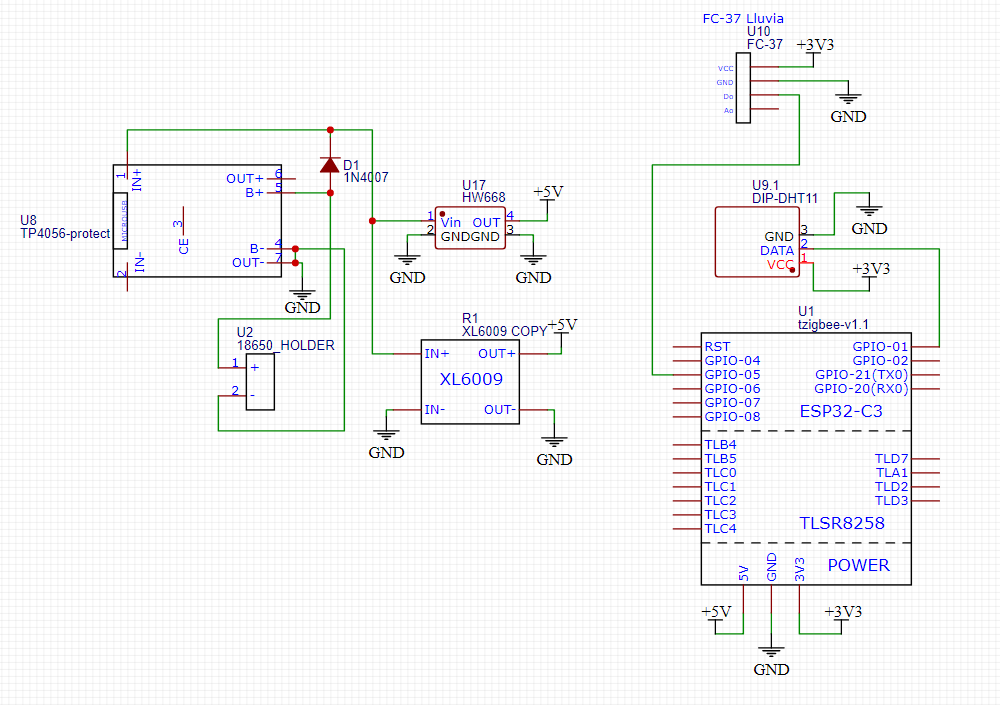 FC-37 Lluvia
U10
FC-37
+3V3
VCC
GND
Do
Ao
GND
U8
TP4056-protect
1
IN+
MICROUSB
2
IN-
3
CE
OUT+
6
B+
5
B-
4
OUT-
7
GND
D1
1N4007
U2
18650_HOLDER
1
+
2
-
U17
HW668
+5V
1
Vin
OUT
4
2
GND
GND
3
GND
GND
R1
XL6009 COPY
+5V
IN+
OUT+
XL6009
IN-
OUT-
GND
GND
U9.1
DIP-DHT11
GND
3
DATA
2
VCC
1
GND
+3V3
U1
tzigbee-v1.1
RST
GPIO-01
GPIO-04
GPIO-02
GPIO-05
GPIO-21(TX0)
GPIO-06
GPIO-20(RX0)
GPIO-07
GPIO-08
ESP32-C3
TLB4
TLB5
TLD7
TLC0
TLA1
TLC1
TLD2
TLC2
TLD3
TLC3
TLC4
TLSR8258
5V
GND
3V3
POWER
+5V
+3V3
GND